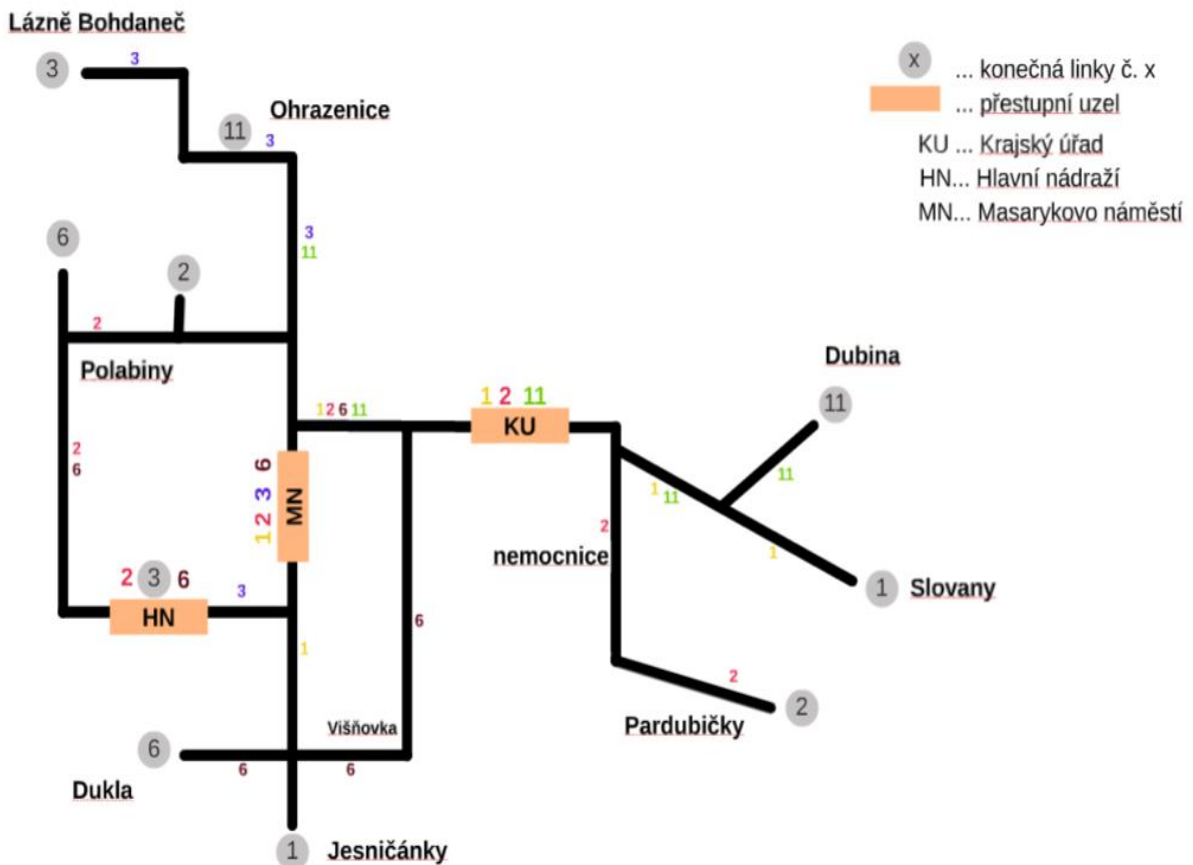 Lázně Bohdaneč
3
3
Ohrazenice
11
3
x ... konečná linky č. x
... přestupní uzel
KU ... Krajský úřad
HN... Hlavní nádraží
MN... Masarykovo náměstí
3
11
6
2
2
Polabiny
Dubina
11
1 2 6 11
1 2 11
KU
2
6
1 2 3 6
MN
11
1
11
2
nemocnice
1
1
Slovany
2 3 6
HN
3
6
1
2
2
Pardubičky
Višňovka
6
6
6
Dukla
1
Jesničánky